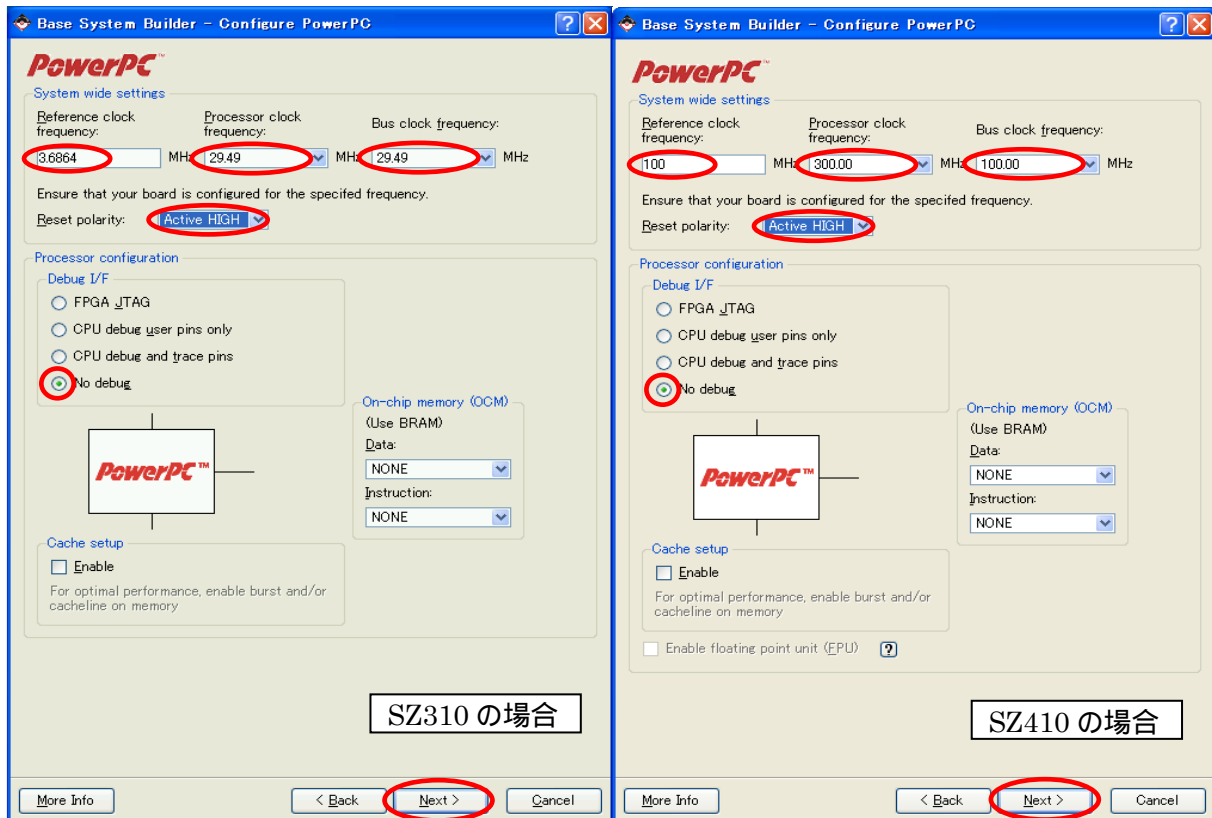 Base System Builder - Configure PowerPC
PowerPC™
System wide settings
Reference clock frequency:
Processor clock frequency:
Bus clock frequency:
3.6864 MHz 29.49 MHz 29.49 MHz
Ensure that your board is configured for the specifed frequency.
Reset polarity: Active HIGH
Processor configuration
Debug I/F
FPGA JTAG
CPU debug user pins only
CPU debug and trace pins
No debug
PowerPC™
On-chip memory (OCM)
(Use BRAM)
Data:
NONE
Instruction:
NONE
Cache setup
Enable
For optimal performance, enable burst and/or
cacheline on memory
SZ310 の場合
More Info < Back Next > Cancel
Base System Builder - Configure PowerPC
PowerPC™
System wide settings
Reference clock frequency:
Processor clock frequency:
Bus clock frequency:
100 MHz 300.00 MHz 100.00 MHz
Ensure that your board is configured for the specifed frequency.
Reset polarity: Active HIGH
Processor configuration
Debug I/F
FPGA JTAG
CPU debug user pins only
CPU debug and trace pins
No debug
PowerPC™
On-chip memory (OCM)
(Use BRAM)
Data:
NONE
Instruction:
NONE
Cache setup
Enable
For optimal performance, enable burst and/or
cacheline on memory
Enable floating point unit (FPU) ?
SZ410 の場合
More Info < Back Next > Cancel